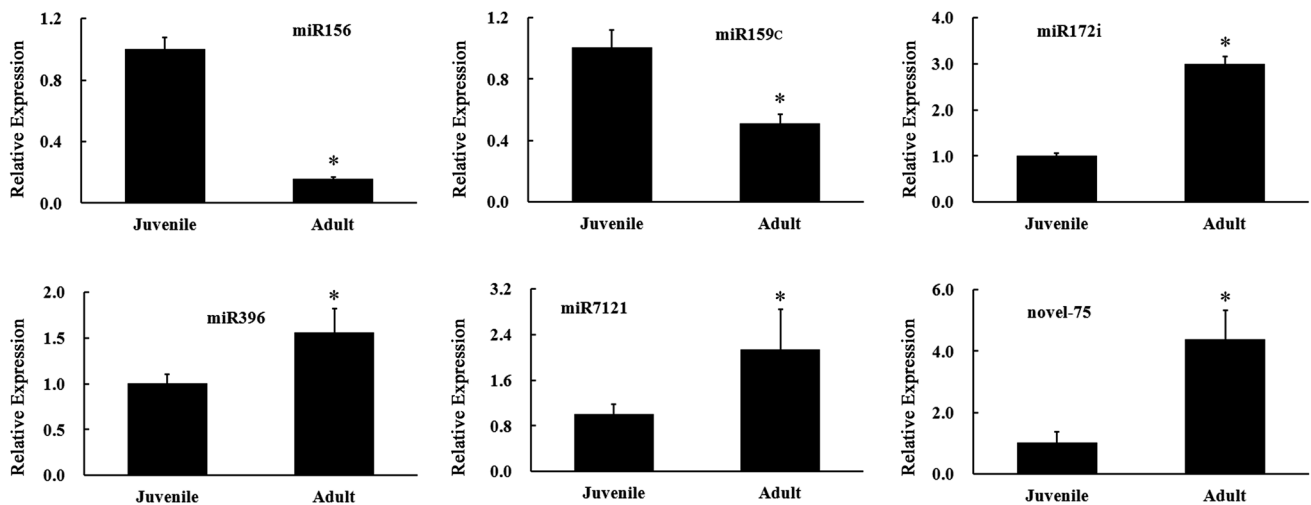 miR156
Relative Expression
1.2
0.8
0.4
0.0
*
Juvenile Adult
miR159c
Relative Expression
1.2
0.8
0.4
0.0
*
Juvenile Adult
miR172i
Relative Expression
4.0
3.0
2.0
1.0
0.0
*
Juvenile Adult
miR396
Relative Expression
2.0
1.5
1.0
0.5
0.0
*
Juvenile Adult
miR7121
Relative Expression
3.2
2.4
1.6
0.8
0.0
*
Juvenile Adult
novel-75
Relative Expression
6.0
4.0
2.0
0.0
*
Juvenile Adult